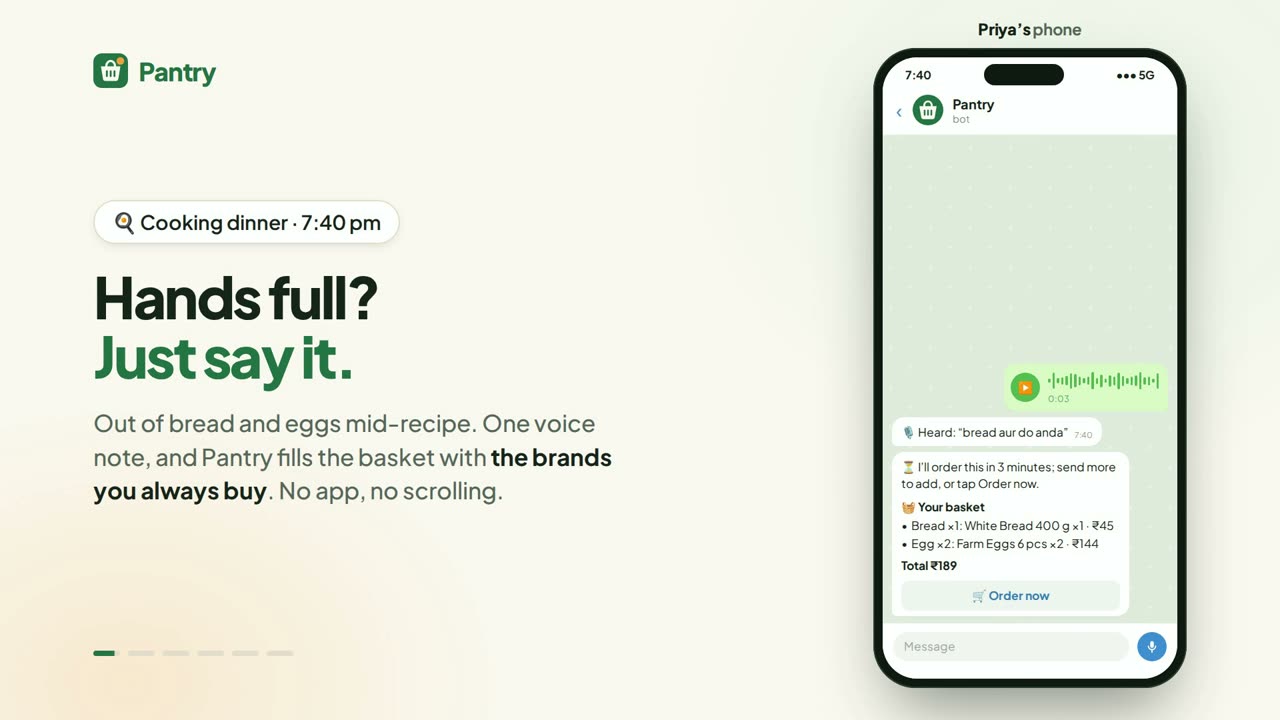 Pantry
🍳 Cooking dinner · 7:40 pm
Hands full?
Just say it.
Out of bread and eggs mid-recipe. One voice
note, and Pantry fills the basket with the brands
you always buy. No app, no scrolling.
Priya’s phone
7:40
●●● 5G
‹
Pantry
bot
0:03
🎙️ Heard: “bread aur do anda” 7:40
⏳ I’ll order this in 3 minutes; send more
to add, or tap Order now.
🧺 Your basket
• Bread ×1: White Bread 400 g ×1 · ₹45
• Egg ×2: Farm Eggs 6 pcs ×2 · ₹144
Total ₹189
🛒 Order now
Message